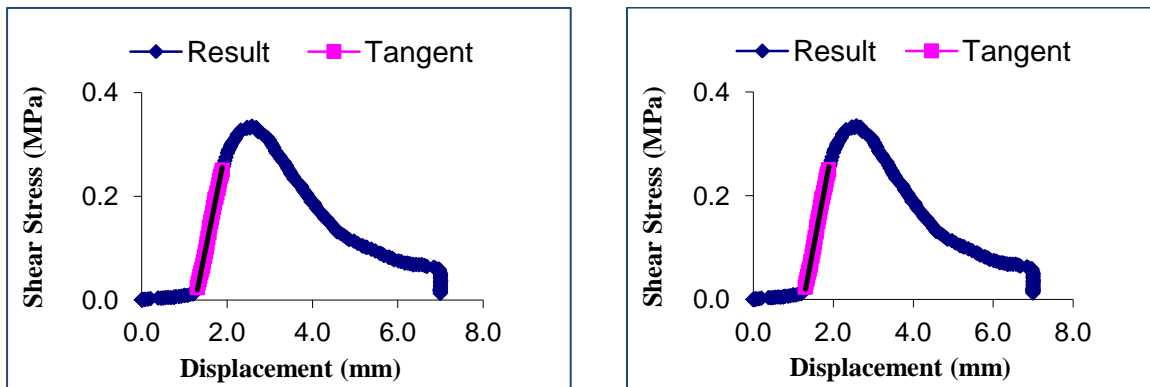 Result Tangent
Shear Stress (MPa)
0.4
0.2
0.0
0.0 2.0 4.0 6.0 8.0
Displacement (mm)
Result Tangent
Shear Stress (MPa)
0.4
0.2
0.0
0.0 2.0 4.0 6.0 8.0
Displacement (mm)